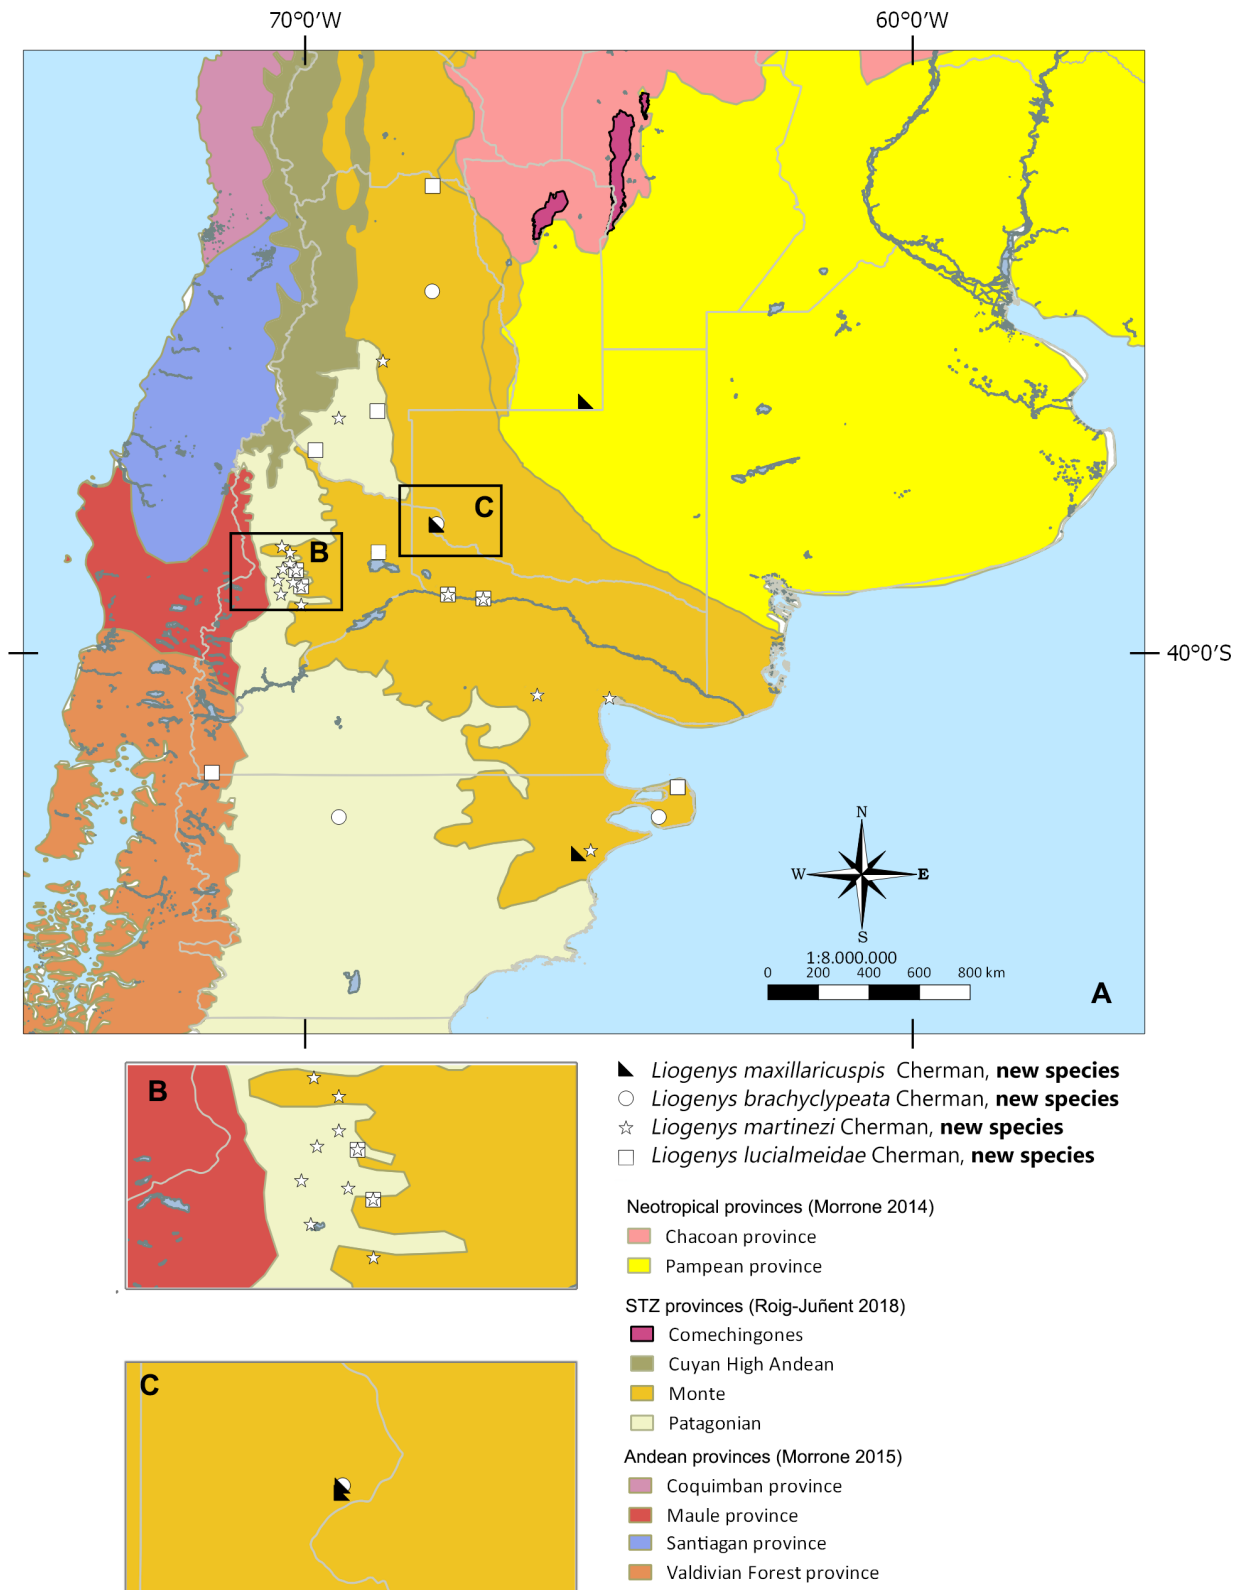 70°0'W 60°0'W
C
B
40°0'S
N
W E
S
1:8.000.000
0 200 400 600 800 km
A
B
Liogenys maxillaricuspis Cherman, new species
Liogenys brachyclypeata Cherman, new species
Liogenys martinezi Cherman, new species
Liogenys lucialmeidae Cherman, new species
Neotropical provinces (Morrone 2014)
Chacoan province
Pampean province
STZ provinces (Roig-Juñent 2018)
Comechingones
Cuyan High Andean
Monte
Patagonian
C
Andean provinces (Morrone 2015)
Coquimban province
Maule province
Santiagan province
Valdivian Forest province